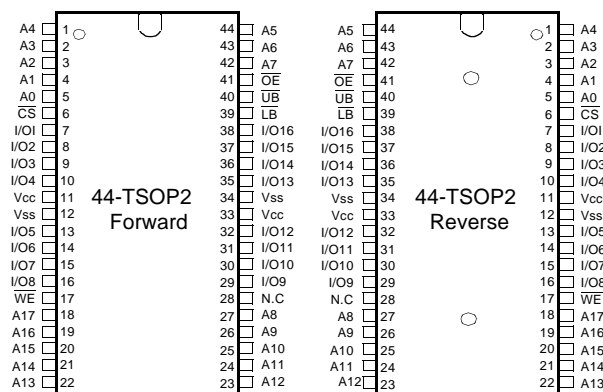 A4 1 44 A5
A3 2 43 A6
A2 3 42 A7
A1 4 41 OE
A0 5 40 UB
CS 6 39 LB
I/OI 7 38 I/O16
I/O2 8 37 I/O15
I/O3 9 36 I/O14
I/O4 10 35 I/O13
Vcc 11 34 Vss
Vss 12 33 Vcc
I/O5 13 32 I/O12
I/O6 14 31 I/O11
I/O7 15 30 I/O10
I/O8 16 29 I/O9
WE 17 28 N.C
A17 18 27 A8
A16 19 26 A9
A15 20 25 A10
A14 21 24 A11
A13 22 23 A12
44-TSOP2
Forward
A5 44 1 A4
A6 43 2 A3
A7 42 3 A2
OE 41 4 A1
UB 40 5 A0
LB 39 6 CS
I/O16 38 7 I/OI
I/O15 37 8 I/O2
I/O14 36 9 I/O3
I/O13 35 10 I/O4
Vss 34 11 Vcc
Vcc 33 12 Vss
I/O12 32 13 I/O5
I/O11 31 14 I/O6
I/O10 30 15 I/O7
I/O9 29 16 I/O8
N.C 28 17 WE
A8 27 18 A17
A9 26 19 A16
A10 25 20 A15
A11 24 21 A14
A12 23 22 A13
44-TSOP2
Reverse